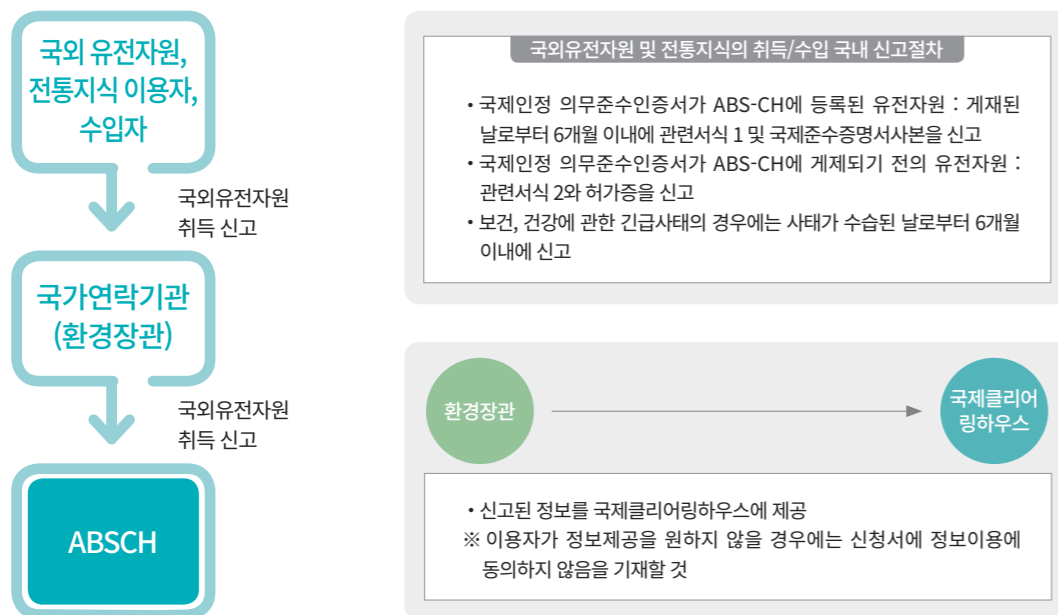 국외 유전자원,
전통지식 이용자,
수입자
국외유전자원
취득 신고
국가연락기관
(환경장관)
국외유전자원
취득 신고
ABSCH
국외유전자원 및 전통지식의 취득/수입 국내 신고절차
• 국제인정 의무준수인증서가 ABS-CH에 등록된 유전자원 : 게재된
날로부터 6개월 이내에 관련서식 1 및 국제준수증명서사본을 신고
• 국제인정 의무준수인증서가 ABS-CH에 게제되기 전의 유전자원 :
관련서식 2와 허가증을 신고
• 보건, 건강에 관한 긴급사태의 경우에는 사태가 수습된 날로부터 6개월
이내에 신고
환경장관
국제클리어
링하우스
• 신고된 정보를 국제클리어링하우스에 제공
※ 이용자가 정보제공을 원하지 않을 경우에는 신청서에 정보이용에
동의하지 않음을 기재할 것